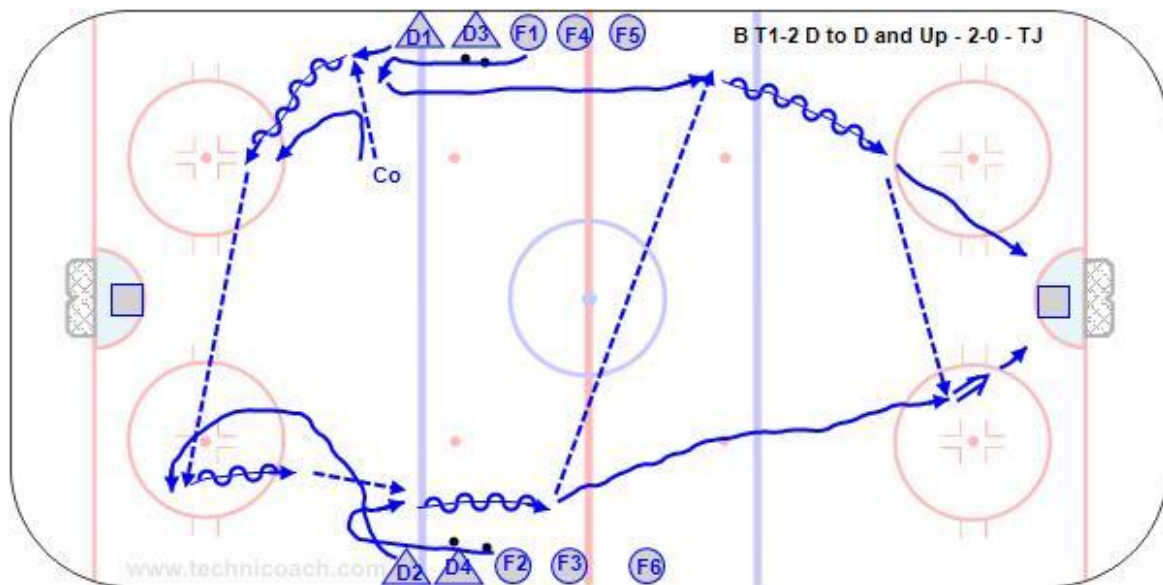 D1 D3 F1 F4 F5 B T1-2 D to D and Up - 2-0 - TJ
Co
www.technicoach.com D2 D4 F2 F3 F6